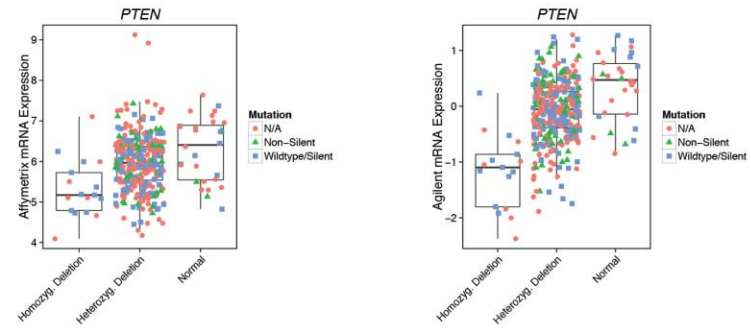 PTEN
Affymetrix mRNA Expression
9
8
7
6
5
4
Homozyg. Deletion
Heterozyg. Deletion
Normal
Mutation
N/A
Non-Silent
Wildtype/Silent
PTEN
Agilent mRNA Expression
1
0
−1
−2
Homozyg. Deletion
Heterozyg. Deletion
Normal
Mutation
N/A
Non-Silent
Wildtype/Silent